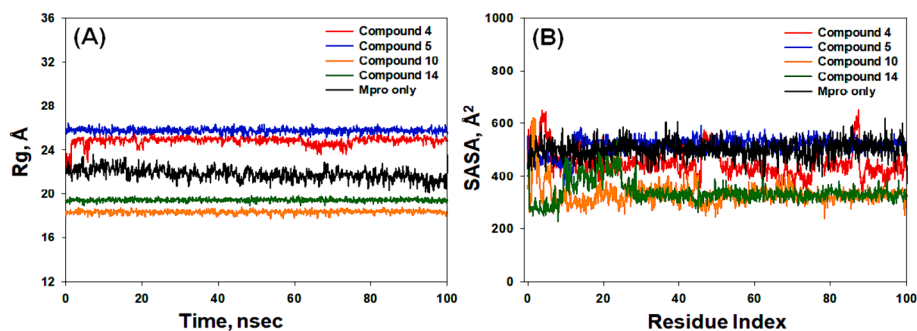 (A)
Compound 4
Compound 5
Compound 10
Compound 14
Mpro only
36
32
28
24
20
16
12
Rg, Å
0 20 40 60 80 100
Time, nsec
(B)
Compound 4
Compound 5
Compound 10
Compound 14
Mpro only
1000
800
600
400
200
0
SASA, Å²
0 20 40 60 80 100
Residue Index